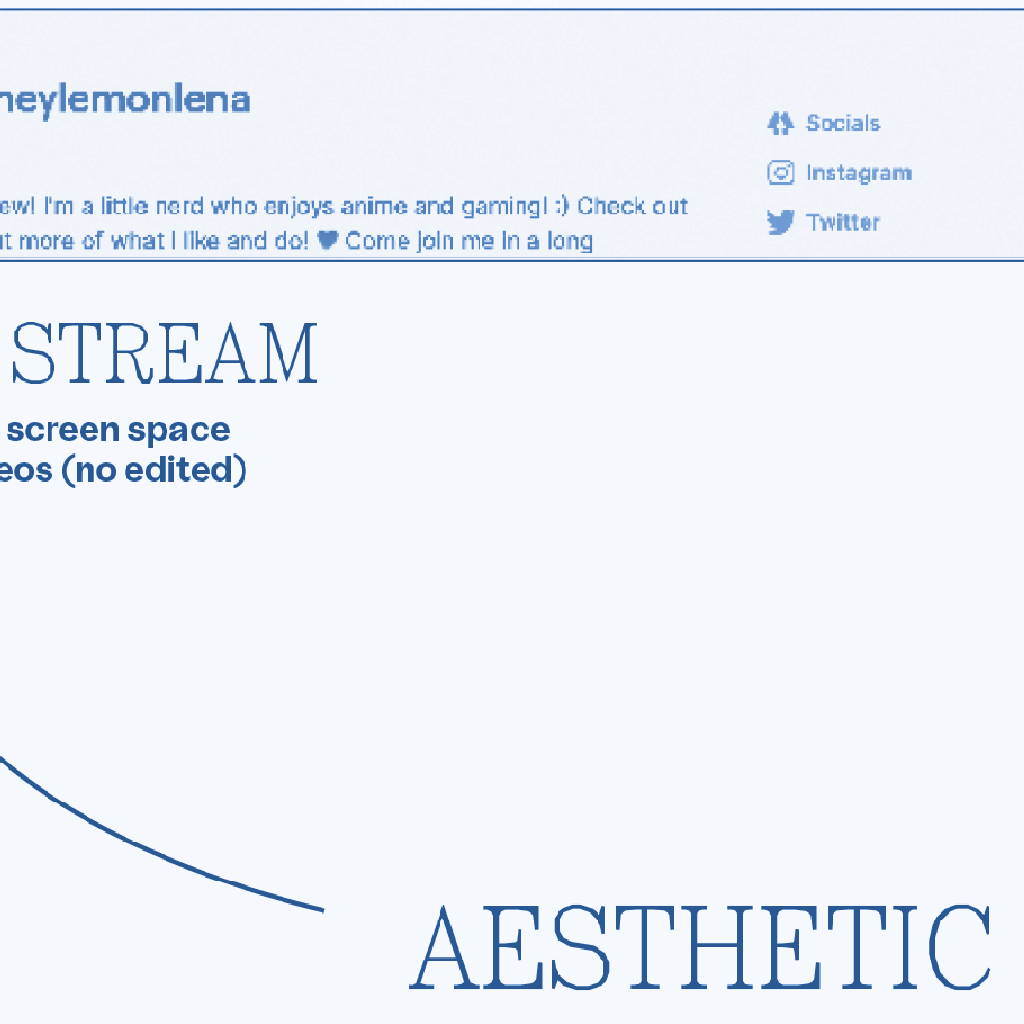 neylemonlena
Socials
Instagram
ew! I'm a little nerd who enjoys anime and gaming! :) Check out
Twitter
ut more of what I like and do! ♥ Come join me in a long
STREAM
screen space
eos (no edited)
AESTHETIC